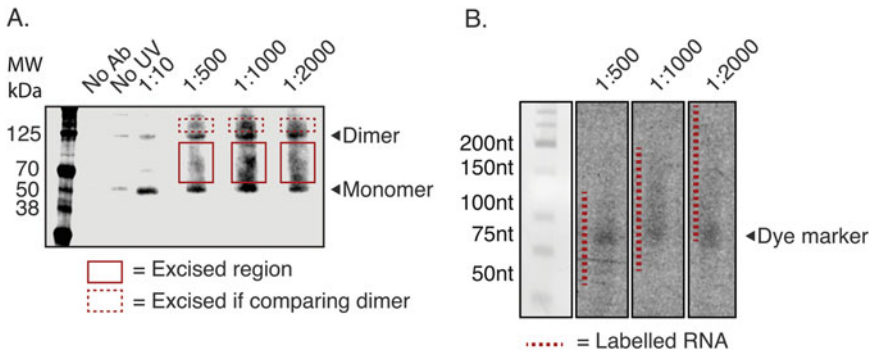 A.
MW
kDa
No Ab
No UV
1:10
1:500
1:1000
1:2000
125
70
50
38
Dimer
Monomer
= Excised region
= Excised if comparing dimer
B.
1:500
1:1000
1:2000
200nt
150nt
100nt
75nt
50nt
Dye marker
= Labelled RNA